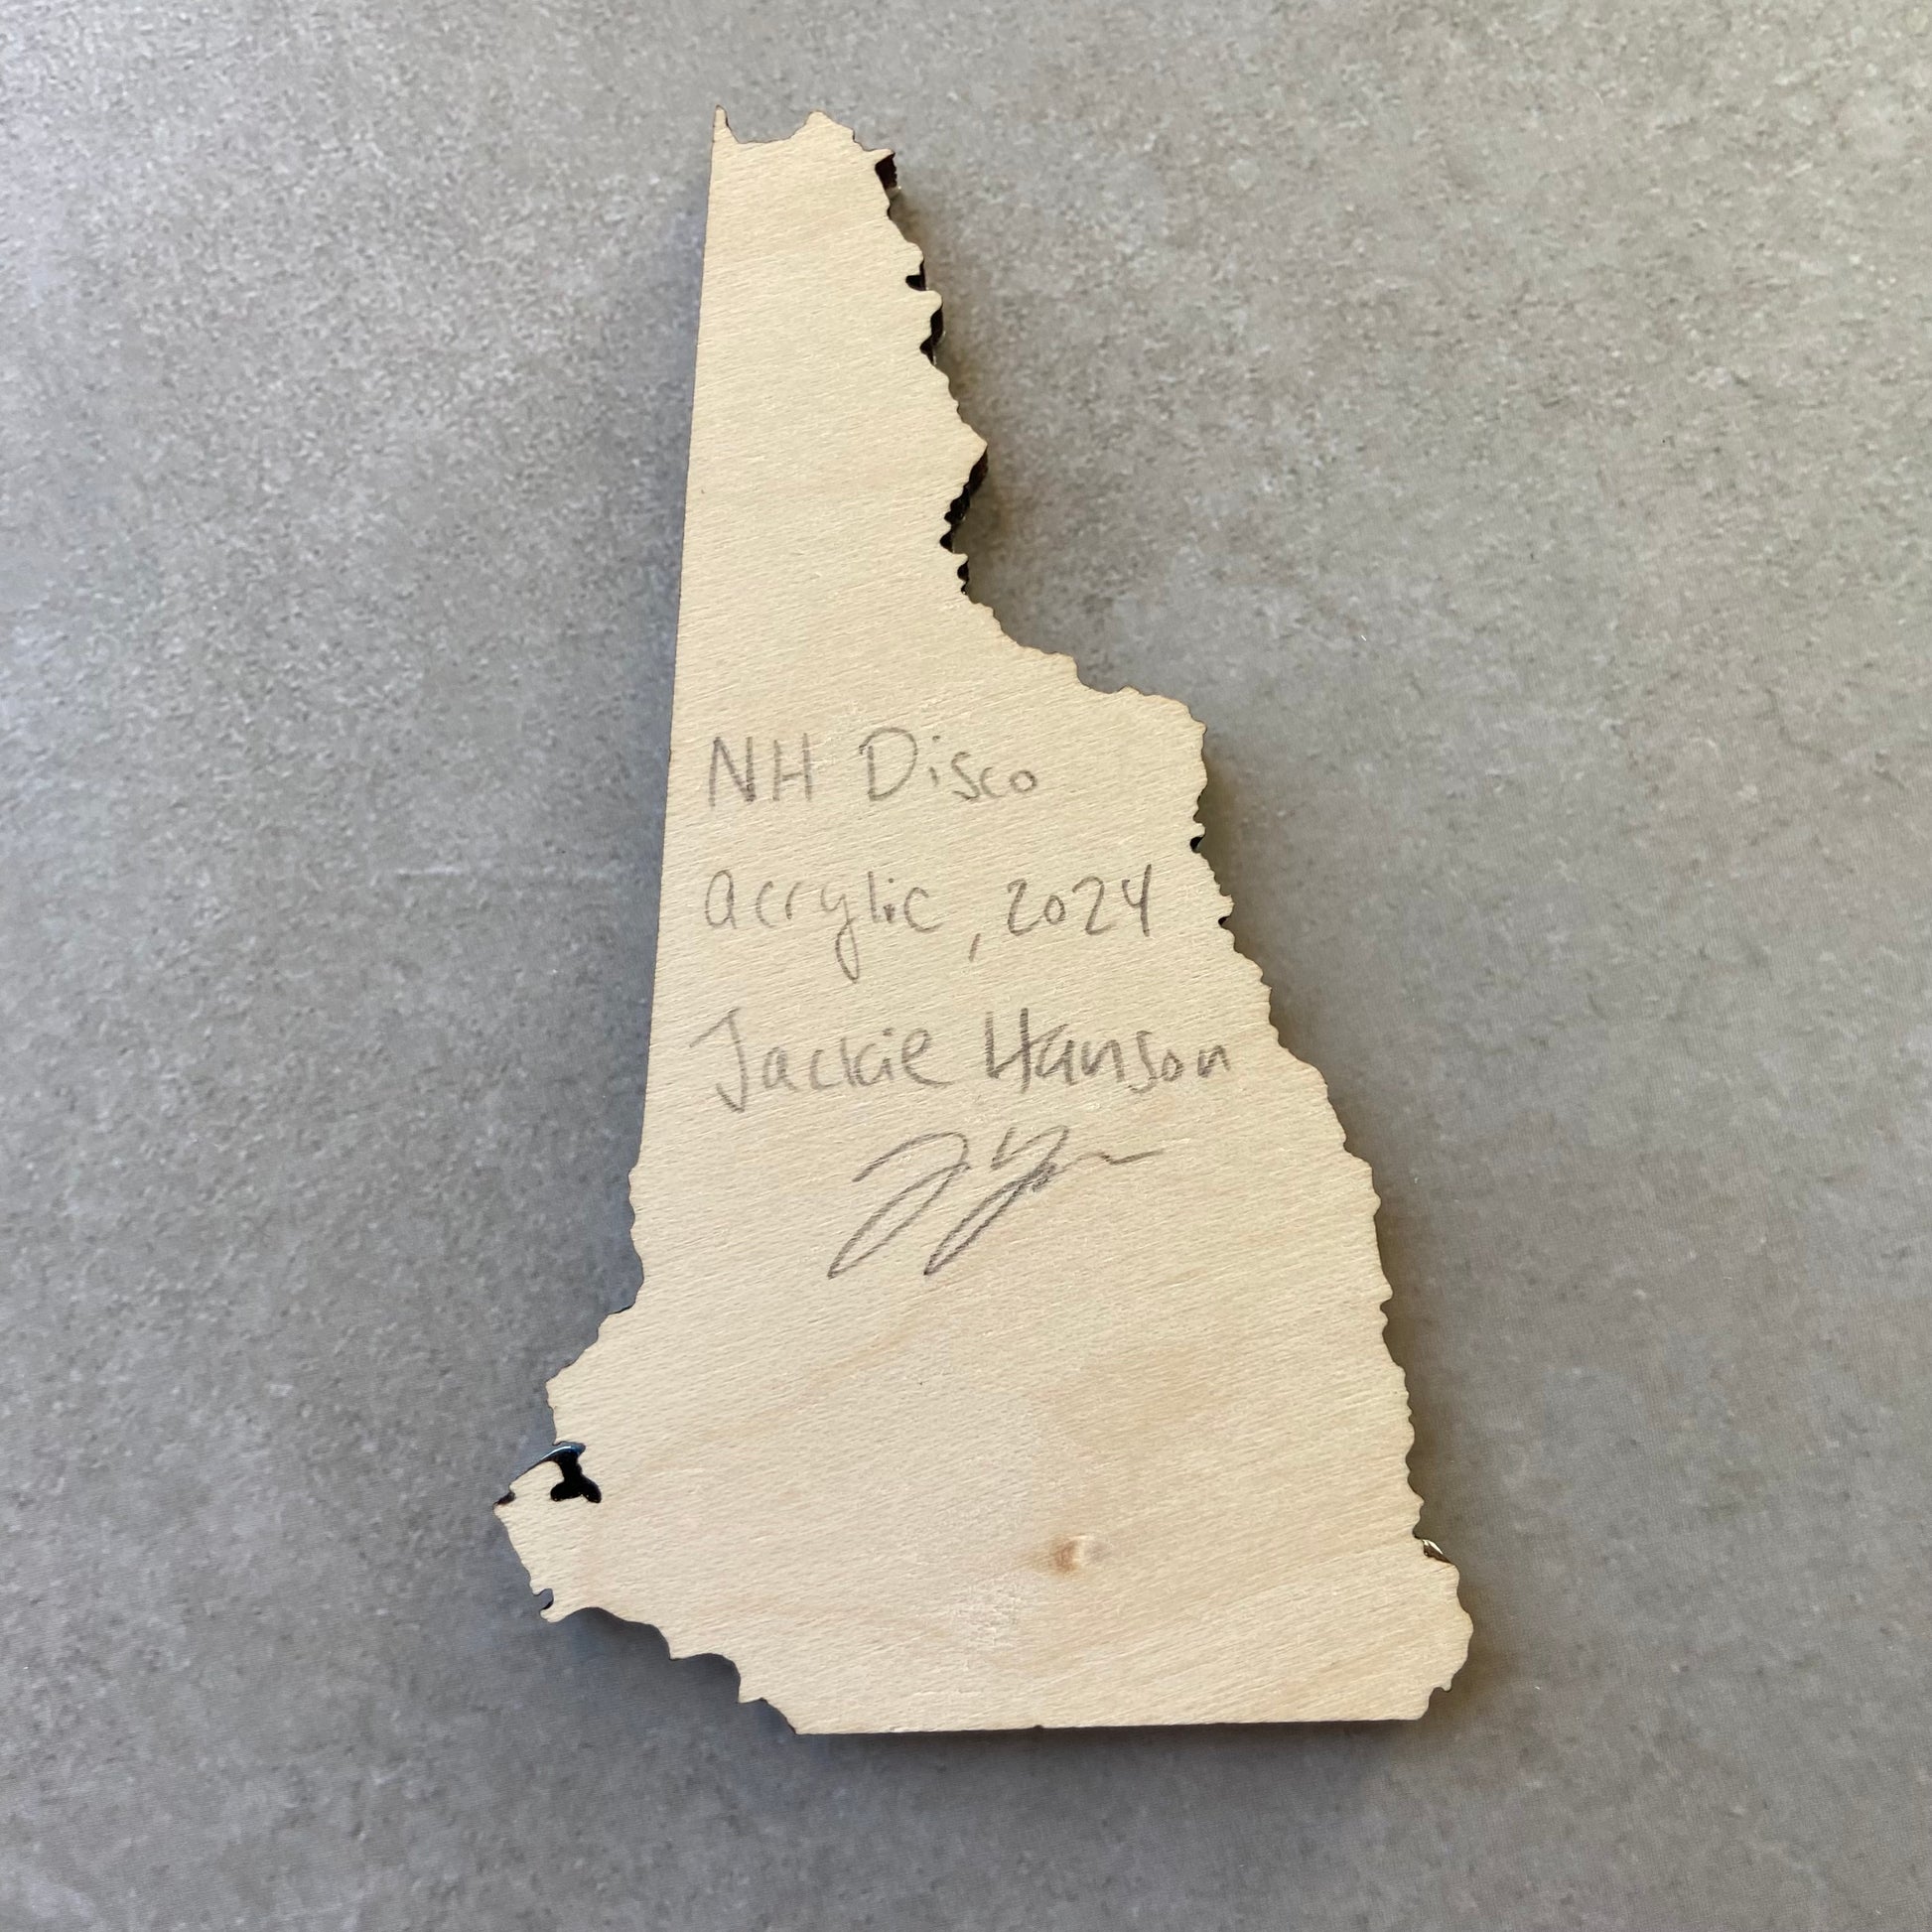 NH Disco
acrylic, 2024
Jackie Hanson